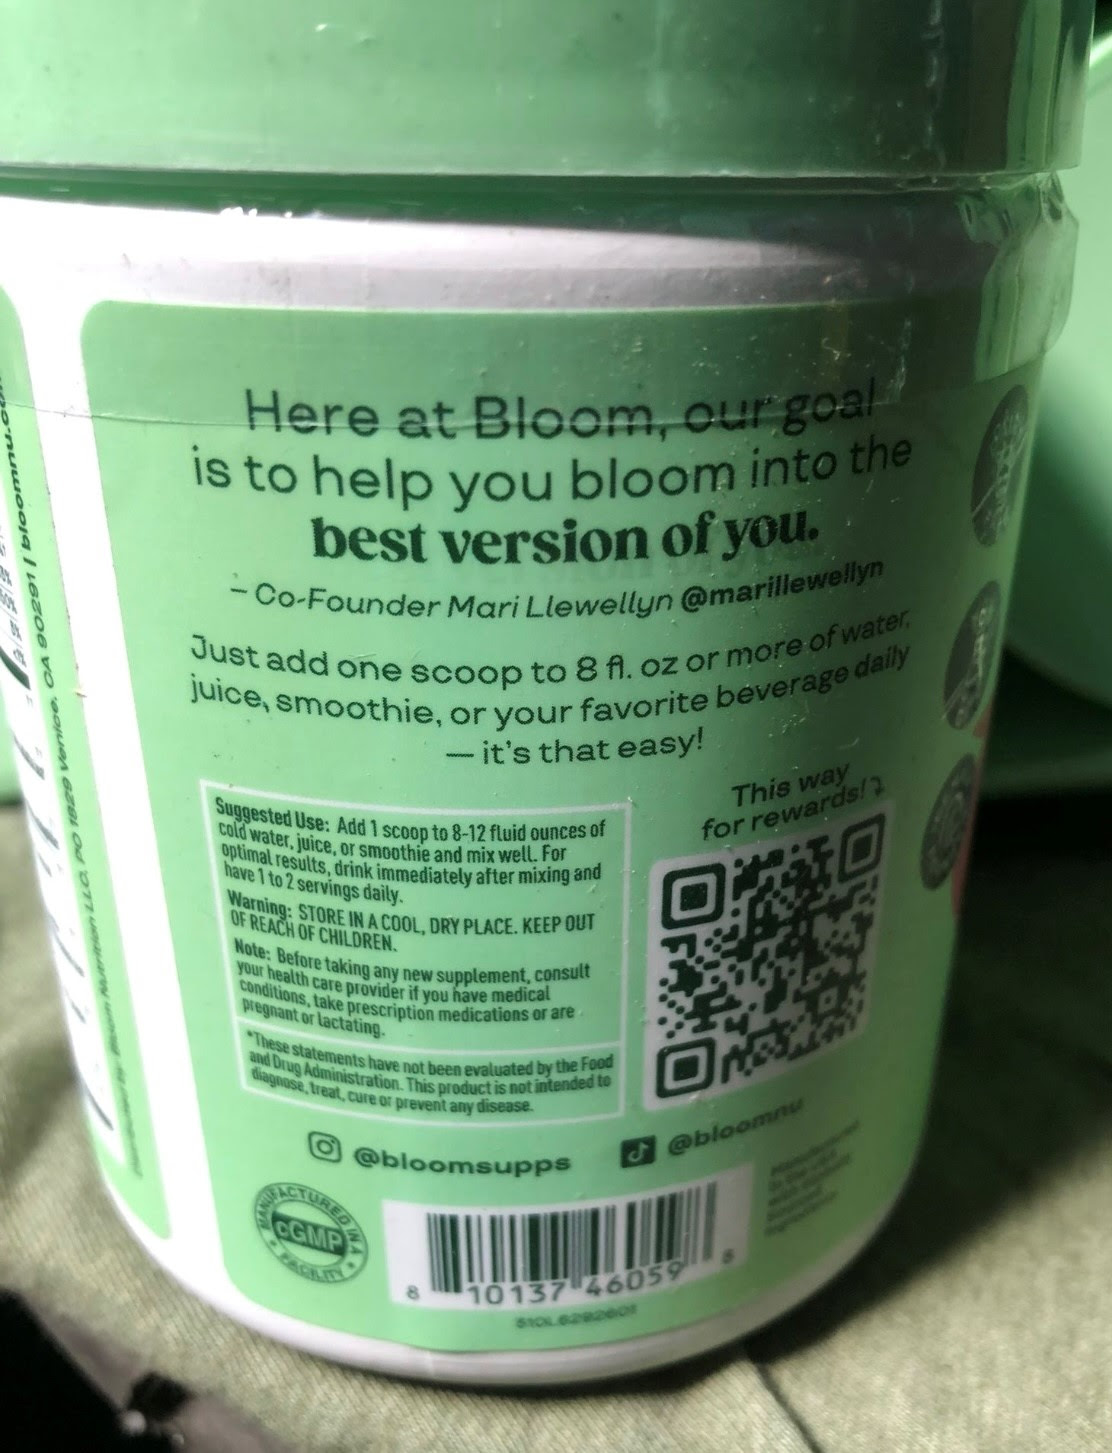 Here at Bloom, our goal
is to help you bloom into the
best version of you.
– Co-Founder Mari Llewellyn @marillewellyn
Just add one scoop to 8 fl. oz or more of water,
juice, smoothie, or your favorite beverage daily
— it's that easy!
Suggested Use: Add 1 scoop to 8-12 fluid ounces of
cold water, juice, or smoothie and mix well. For
optimal results, drink immediately after mixing and
have 1 to 2 servings daily.
Warning: STORE IN A COOL, DRY PLACE. KEEP OUT
OF REACH OF CHILDREN.
Note: Before taking any new supplement, consult
your health care provider if you have medical
conditions, take prescription medications or are
pregnant or lactating.
*These statements have not been evaluated by the Food
and Drug Administration. This product is not intended to
diagnose, treat, cure or prevent any disease.
This way
for rewards!
@bloomsupps
@bloomnu
MANUFACTURED IN A
cGMP
FACILITY
8 10137 46059 8
Bloom Nutrition LLC, PO 1829 Venice, CA 90291 | bloomnu.co